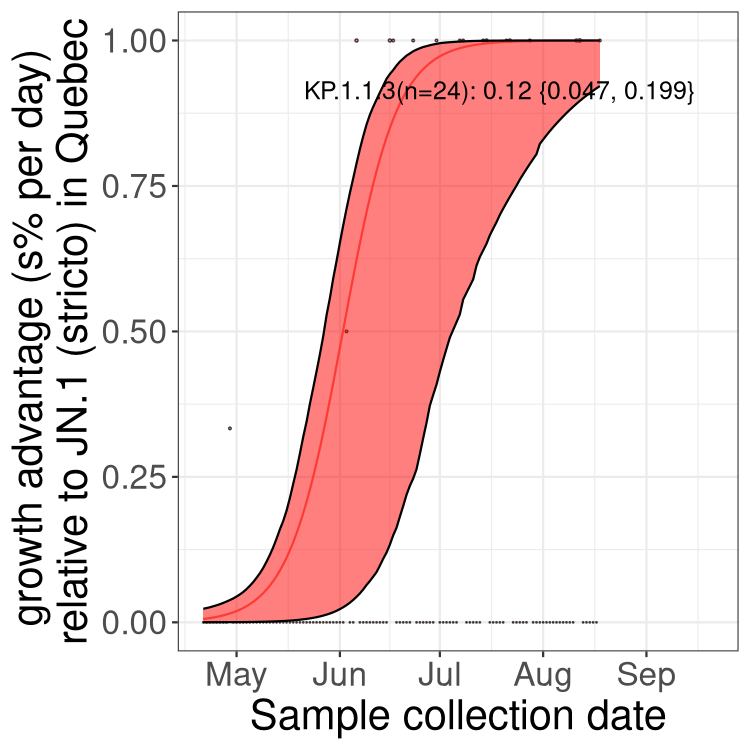 growth advantage (s% per day)
relative to JN.1 (stricto) in Quebec
1.00
0.75
0.50
0.25
0.00
KP.1.1.3(n=24): 0.12 {0.047, 0.199}
May Jun Jul Aug Sep
Sample collection date